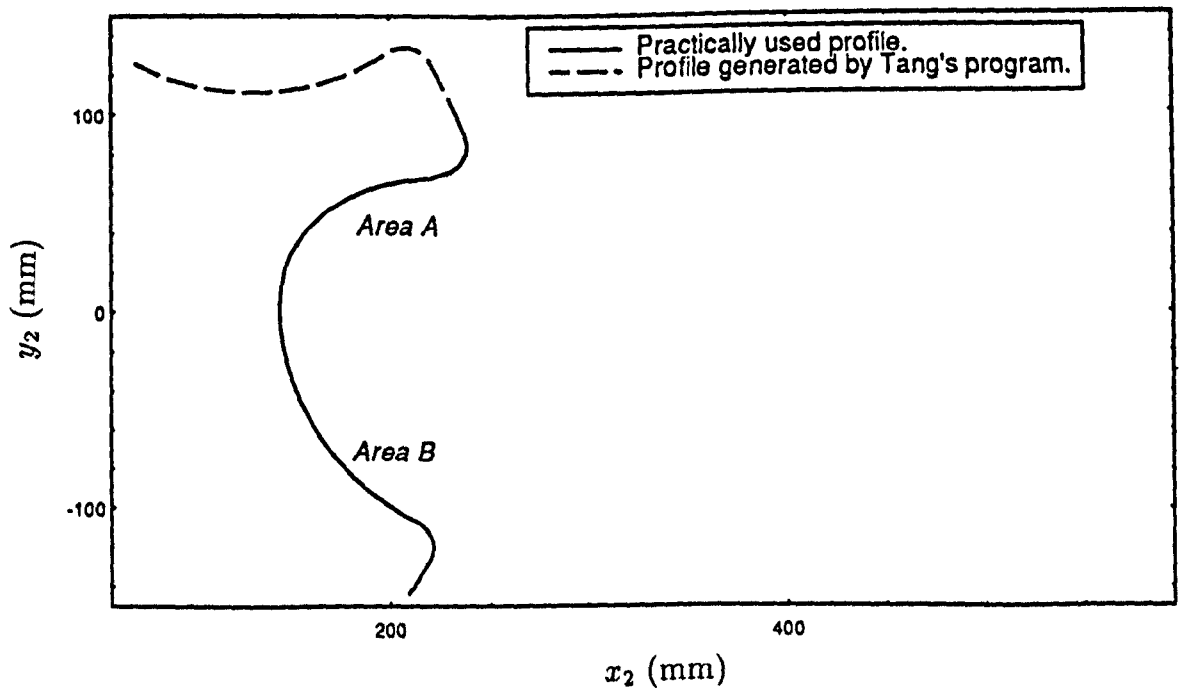 Practically used profile.
Profile generated by Tang's program.
100
Area A
y₂ (mm)
0
Area B
-100
200
400
x₂ (mm)